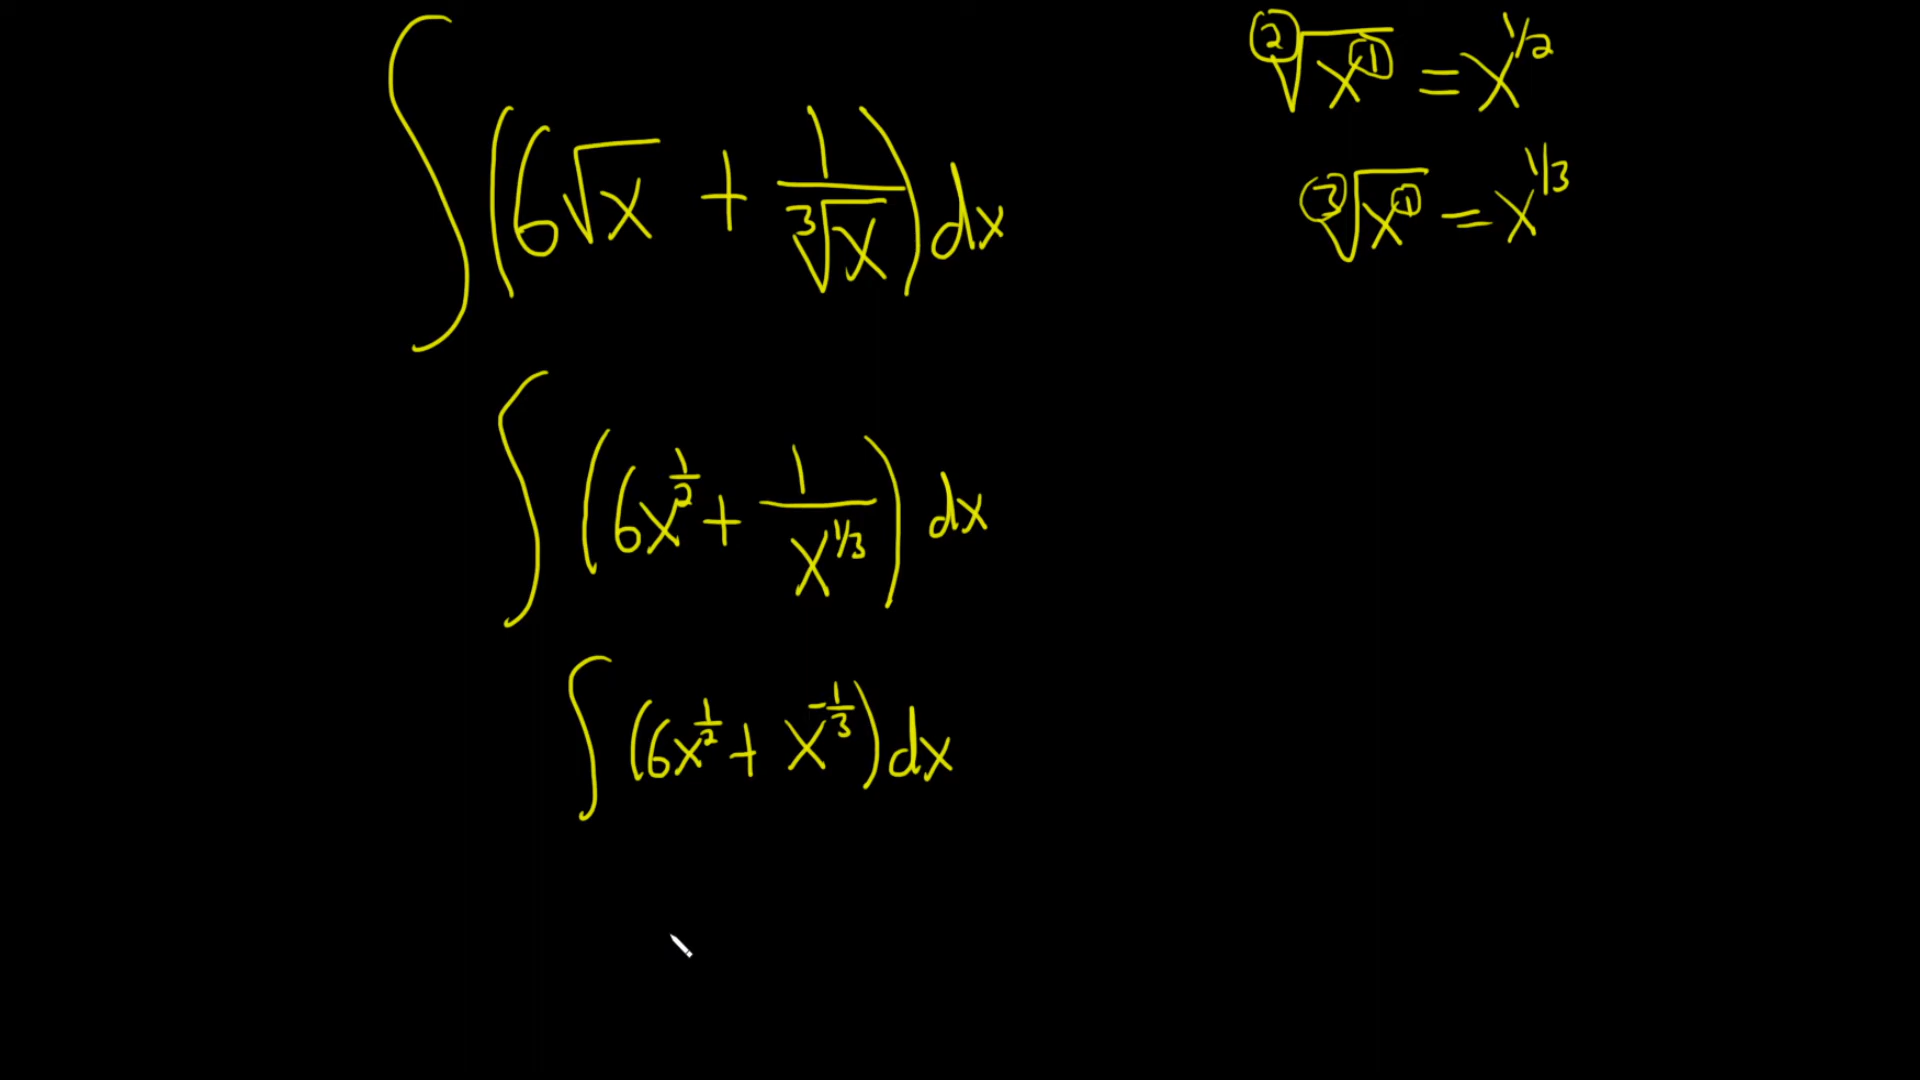 ∫(6√x + 1/∛x)dx
²√x¹ = x^1/2
³√x¹ = x^1/3
∫(6x^1/2 + 1/x^1/3) dx
∫(6x^1/2 + x^-1/3)dx